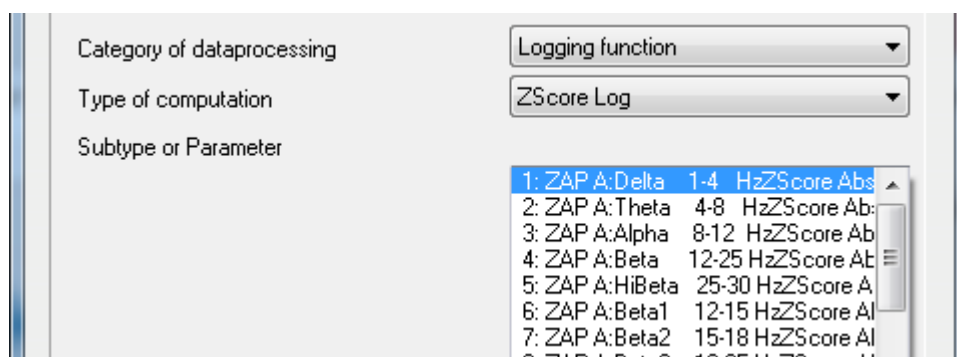 Category of dataprocessing
Logging function
Type of computation
ZScore Log
Subtype or Parameter
1: ZAP A:Delta 1-4 HzZScore Abs
2: ZAP A:Theta 4-8 HzZScore Ab
3: ZAP A:Alpha 8-12 HzZScore Ab
4: ZAP A:Beta 12-25 HzZScore Ab
5: ZAP A:HiBeta 25-30 HzZScore A
6: ZAP A:Beta1 12-15 HzZScore Al
7: ZAP A:Beta2 15-18 HzZScore Al